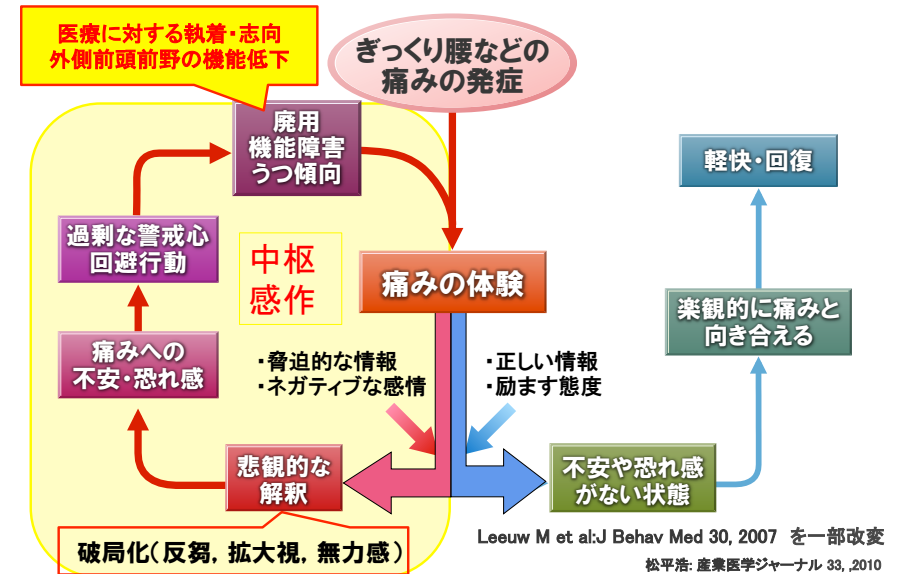 医療に対する執着・志向
外側前頭前野の機能低下
ぎっくり腰などの
痛みの発症
廃用
機能障害
うつ傾向
軽快・回復
過剰な警戒心
回避行動
中枢
感作
痛みの体験
楽観的に痛みと
向き合える
痛みへの
不安・恐れ感
・脅迫的な情報
・ネガティブな感情
・正しい情報
・励ます態度
悲観的な
解釈
不安や恐れ感
がない状態
破局化（反芻，拡大視，無力感）
Leeuw M et al:J Behav Med 30, 2007 を一部改変
松平浩: 産業医学ジャーナル 33, ,2010